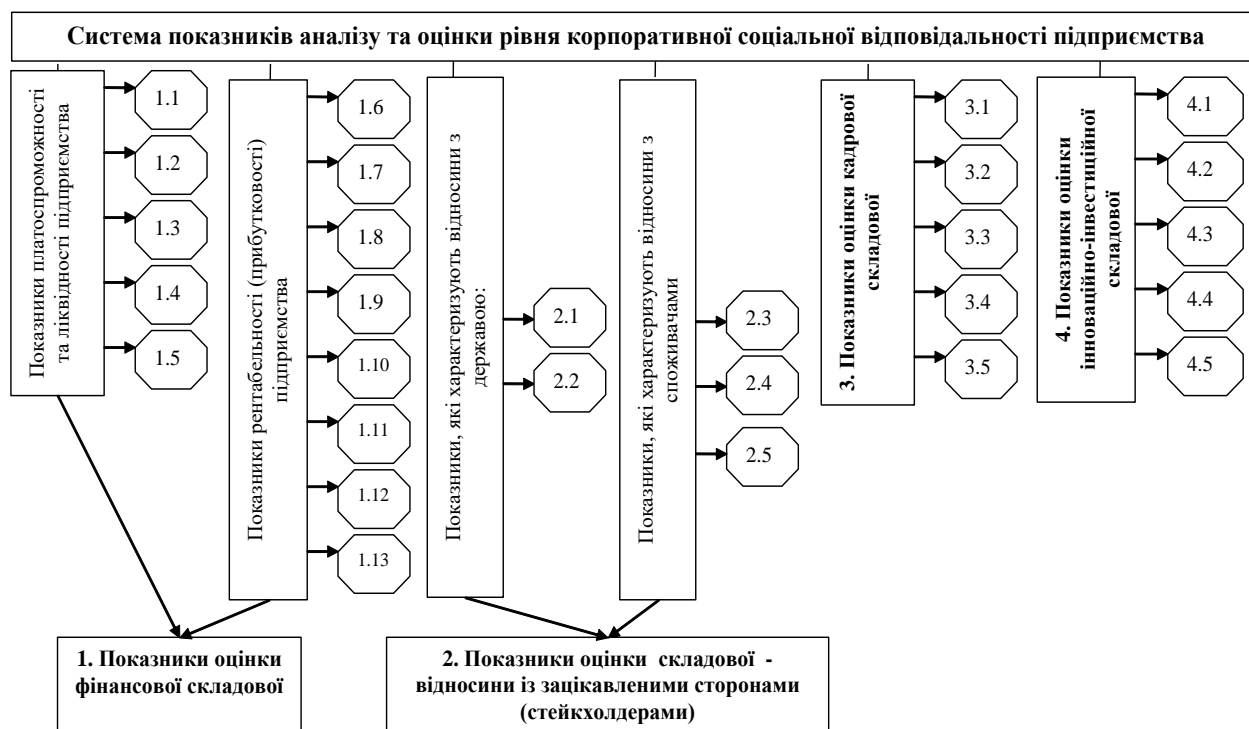 Система показників аналізу та оцінки рівня корпоративної соціальної відповідальності підприємства
Показники платоспроможності
та ліквідності підприємства
1.1
1.2
1.3
1.4
1.5
Показники рентабельності (прибутковості)
підприємства
1.6
1.7
1.8
1.9
1.10
1.11
1.12
1.13
Показники, які характеризують відносини з
державою:
2.1
2.2
Показники, які характеризують відносини з
споживачами
2.3
2.4
2.5
3. Показники оцінки кадрової
складової
3.1
3.2
3.3
3.4
3.5
4. Показники оцінки
інноваційно-інвестиційної
складової
4.1
4.2
4.3
4.4
4.5
1. Показники оцінки
фінансової складової
2. Показники оцінки складової -
відносини із зацікавленими сторонами
(стейкхолдерами)